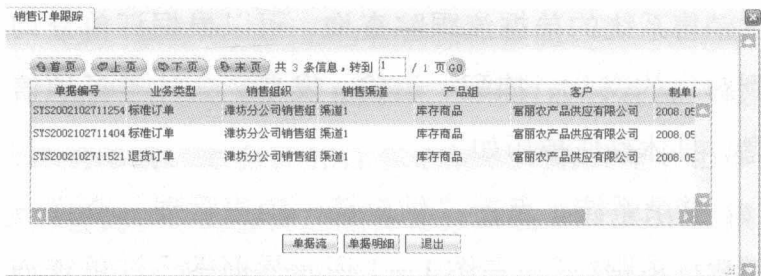 销售订单跟踪
首页 上页 下页 末页 共 3 条信息,转到 1 / 1 页 GO
单据编号 业务类型 销售组织 销售渠道 产品组 客户 制单
SYS2002102711254 标准订单 潍坊分公司销售组 渠道1 库存商品 富丽农产品供应有限公司 2008.05
SYS2002102711404 标准订单 潍坊分公司销售组 渠道1 库存商品 富丽农产品供应有限公司 2008.05
SYS2002102711521 退货订单 潍坊分公司销售组 渠道1 库存商品 富丽农产品供应有限公司 2008.05
单据流 单据明细 退出